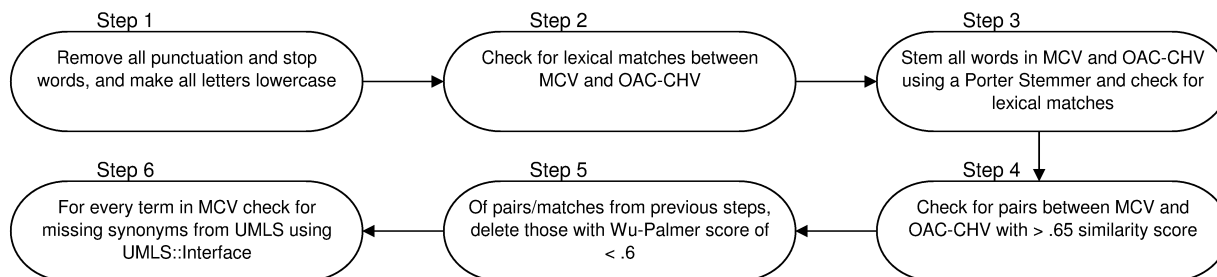 Step 1
Remove all punctuation and stop
words, and make all letters lowercase
Step 2
Check for lexical matches between
MCV and OAC-CHV
Step 3
Stem all words in MCV and OAC-CHV
using a Porter Stemmer and check for
lexical matches
Step 4
Check for pairs between MCV and
OAC-CHV with > .65 similarity score
Step 5
Of pairs/matches from previous steps,
delete those with Wu-Palmer score of
< .6
Step 6
For every term in MCV check for
missing synonyms from UMLS using
UMLS::Interface